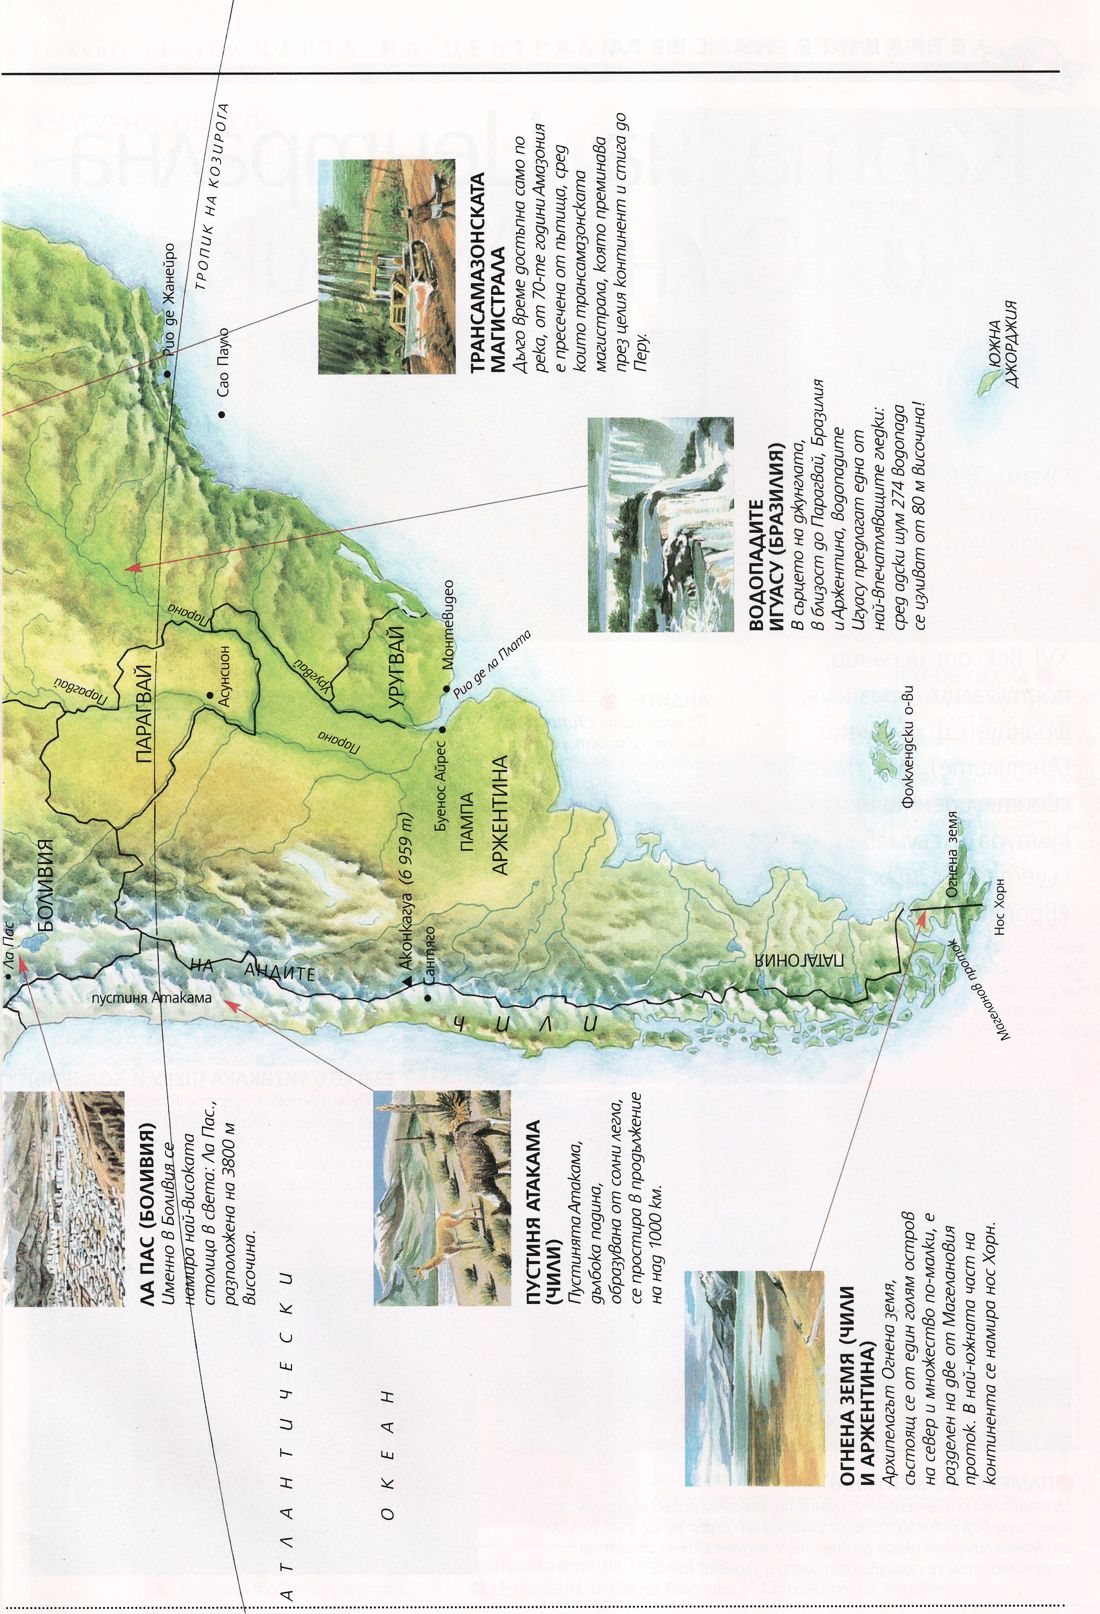 ТРОПИК НА КОЗИРОГА
Рио де Жанейро
Сао Пауло
ТРАНСАМАЗОНСКАТА
МАГИСТРАЛА
Дълго време достъпна само по
река, от 70-те години Амазония
е пресечена от пътища, сред
които трансамазонската
магистрала, която преминава
през целия континент и стига до
Перу.
ЮЖНА
ДЖОРДЖИЯ
ВОДОПАДИТЕ
ИГУАСУ (БРАЗИЛИЯ)
В сърцето на джунглата,
в близост до Парагвай, Бразилия
и Аржентина, водопадите
Игуасу предлагат една от
най-впечатляващите гледки:
сред адски шум 274 водопада
се изливат от 80 м височина!
Парана
Парагвай
ПАРАГВАЙ
Асунсион
Уругвай
УРУГВАЙ
Монтевидео
Рио де ла Плата
Парана
Буенос Айрес
ПАМПА
АРЖЕНТИНА
Фолклендски о-ви
БОЛИВИЯ
Ла Пас
НА АНДИТЕ
пустиня Атакама
Аконкагуа (6 959 m)
Сантяго
ЧИЛИ
ПАТАГОНИЯ
Огнена земя
Нос Хорн
Магеланов проток
ЛА ПАС (БОЛИВИЯ)
Именно в Боливия се
намира най-високата
столица в света: Ла Пас.,
разположена на 3800 м
височина.
ПУСТИНЯ АТАКАМА
(ЧИЛИ)
Пустинята Атакама,
дълбока падина,
образувана от солни легла,
се простира в продължение
на над 1000 км.
ОГНЕНА ЗЕМЯ (ЧИЛИ
И АРЖЕНТИНА)
Архипелагът Огнена земя,
състоящ се от един голям остров
на север и множество по-малки, е
разделен на две от Магелановия
проток. В най-южната част на
континента се намира нос Хорн.
АТЛАНТИЧЕСКИ
ОКЕАН